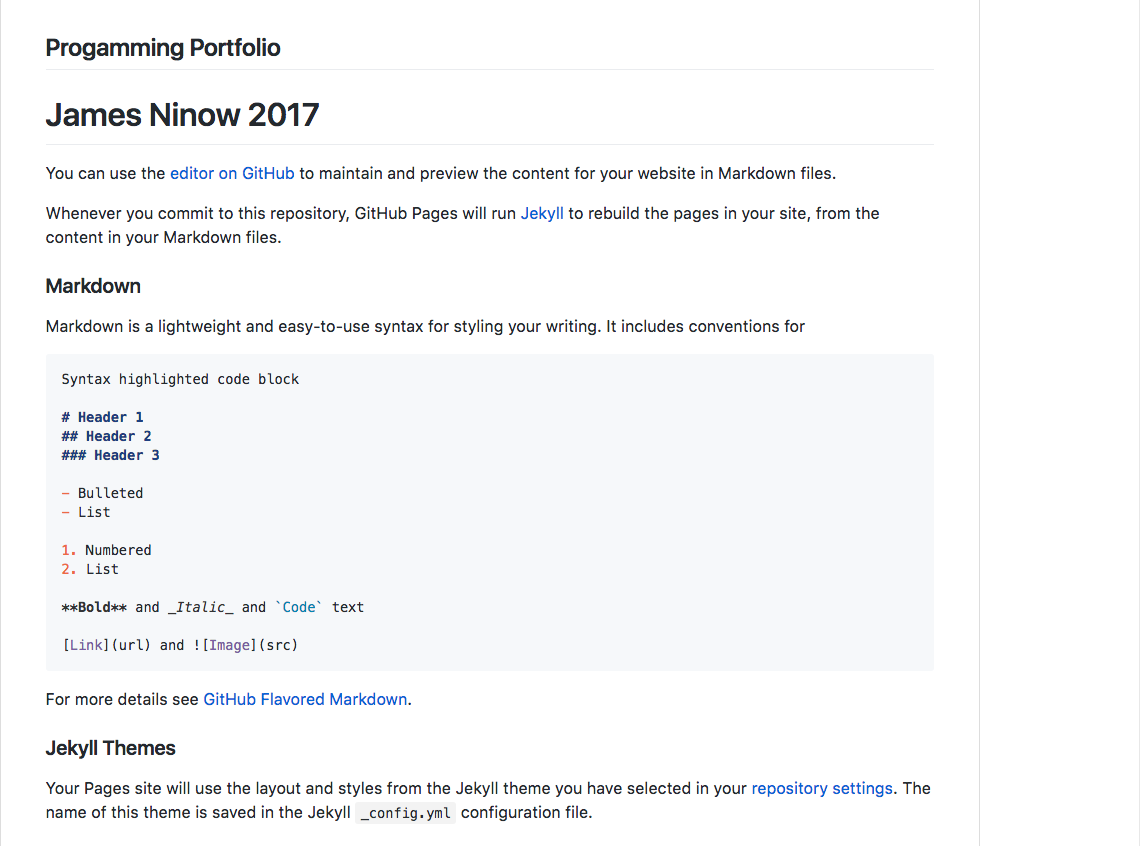 Progamming Portfolio
James Ninow 2017
You can use the editor on GitHub to maintain and preview the content for your website in Markdown files.
Whenever you commit to this repository, GitHub Pages will run Jekyll to rebuild the pages in your site, from the
content in your Markdown files.
Markdown
Markdown is a lightweight and easy-to-use syntax for styling your writing. It includes conventions for
Syntax highlighted code block
# Header 1
## Header 2
### Header 3
- Bulleted
- List
1. Numbered
2. List
**Bold** and _Italic_ and `Code` text
[Link](url) and ![Image](src)
For more details see GitHub Flavored Markdown.
Jekyll Themes
Your Pages site will use the layout and styles from the Jekyll theme you have selected in your repository settings. The
name of this theme is saved in the Jekyll _config.yml configuration file.